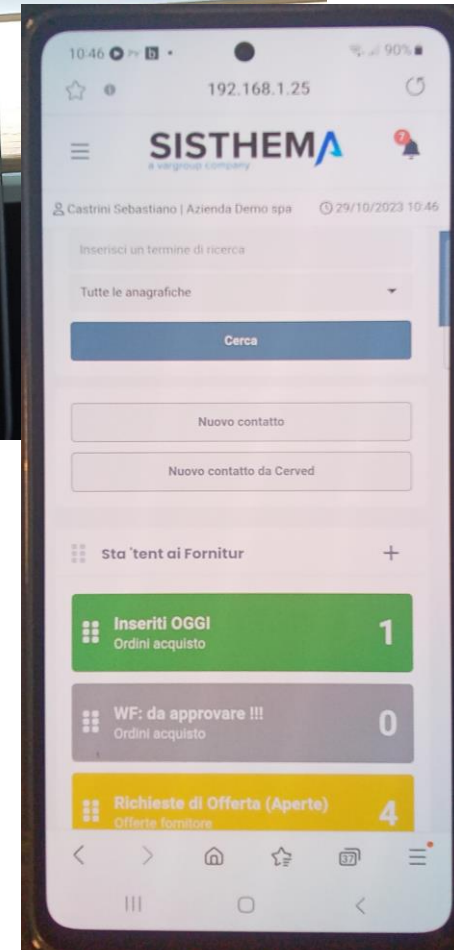 10:46
90%
192.168.1.25
SISTHEMA
a vargroup company
7
Castrini Sebastiano | Azienda Demo spa
29/10/2023 10:46
Inserisci un termine di ricerca
Tutte le anagrafiche
Cerca
Nuovo contatto
Nuovo contatto da Cerved
Sta 'tent ai Fornitur
+
Inseriti OGGI
1
Ordini acquisto
WF: da approvare !!!
0
Ordini acquisto
Richieste di Offerta (Aperte)
4
Offerte fornitore
37